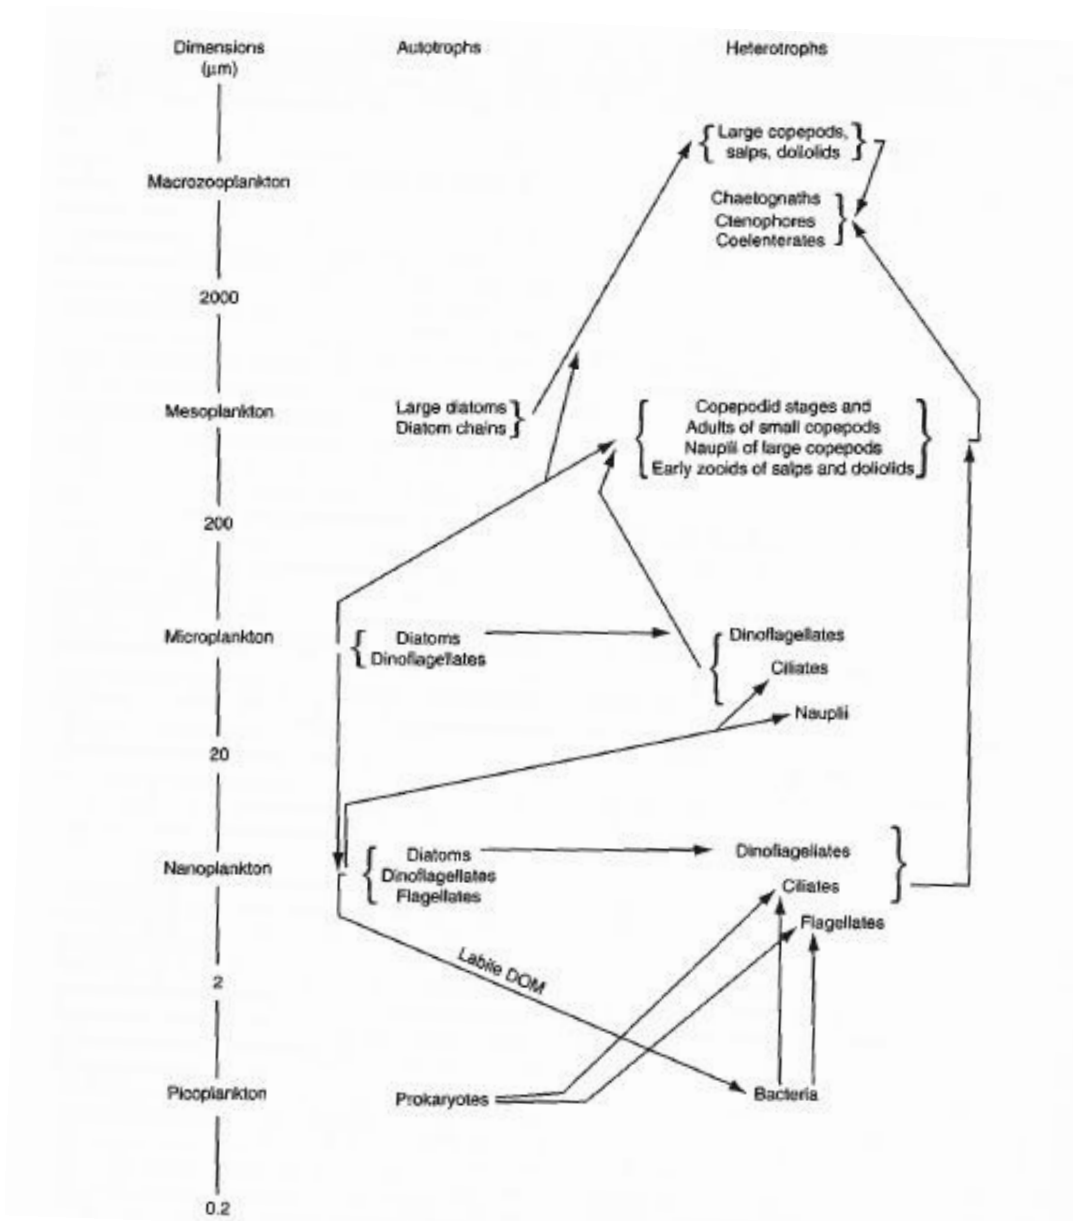 Dimensions
(μm)
Autotrophs
Heterotrophs
Large copepods,
salps, doliolids
Macrozooplankton
Chaetognaths
Ctenophores
Coelenterates
2000
Mesoplankton
Large diatoms
Diatom chains
Copepodid stages and
Adults of small copepods
Nauplii of large copepods
Early zooids of salps and doliolids
200
Microplankton
Diatoms
Dinoflagellates
Dinoflagellates
Ciliates
Nauplii
20
Nanoplankton
Diatoms
Dinoflagellates
Flagellates
Dinoflagellates
Ciliates
Flagellates
Labile DOM
2
Picoplankton
Prokaryotes
Bacteria
0.2